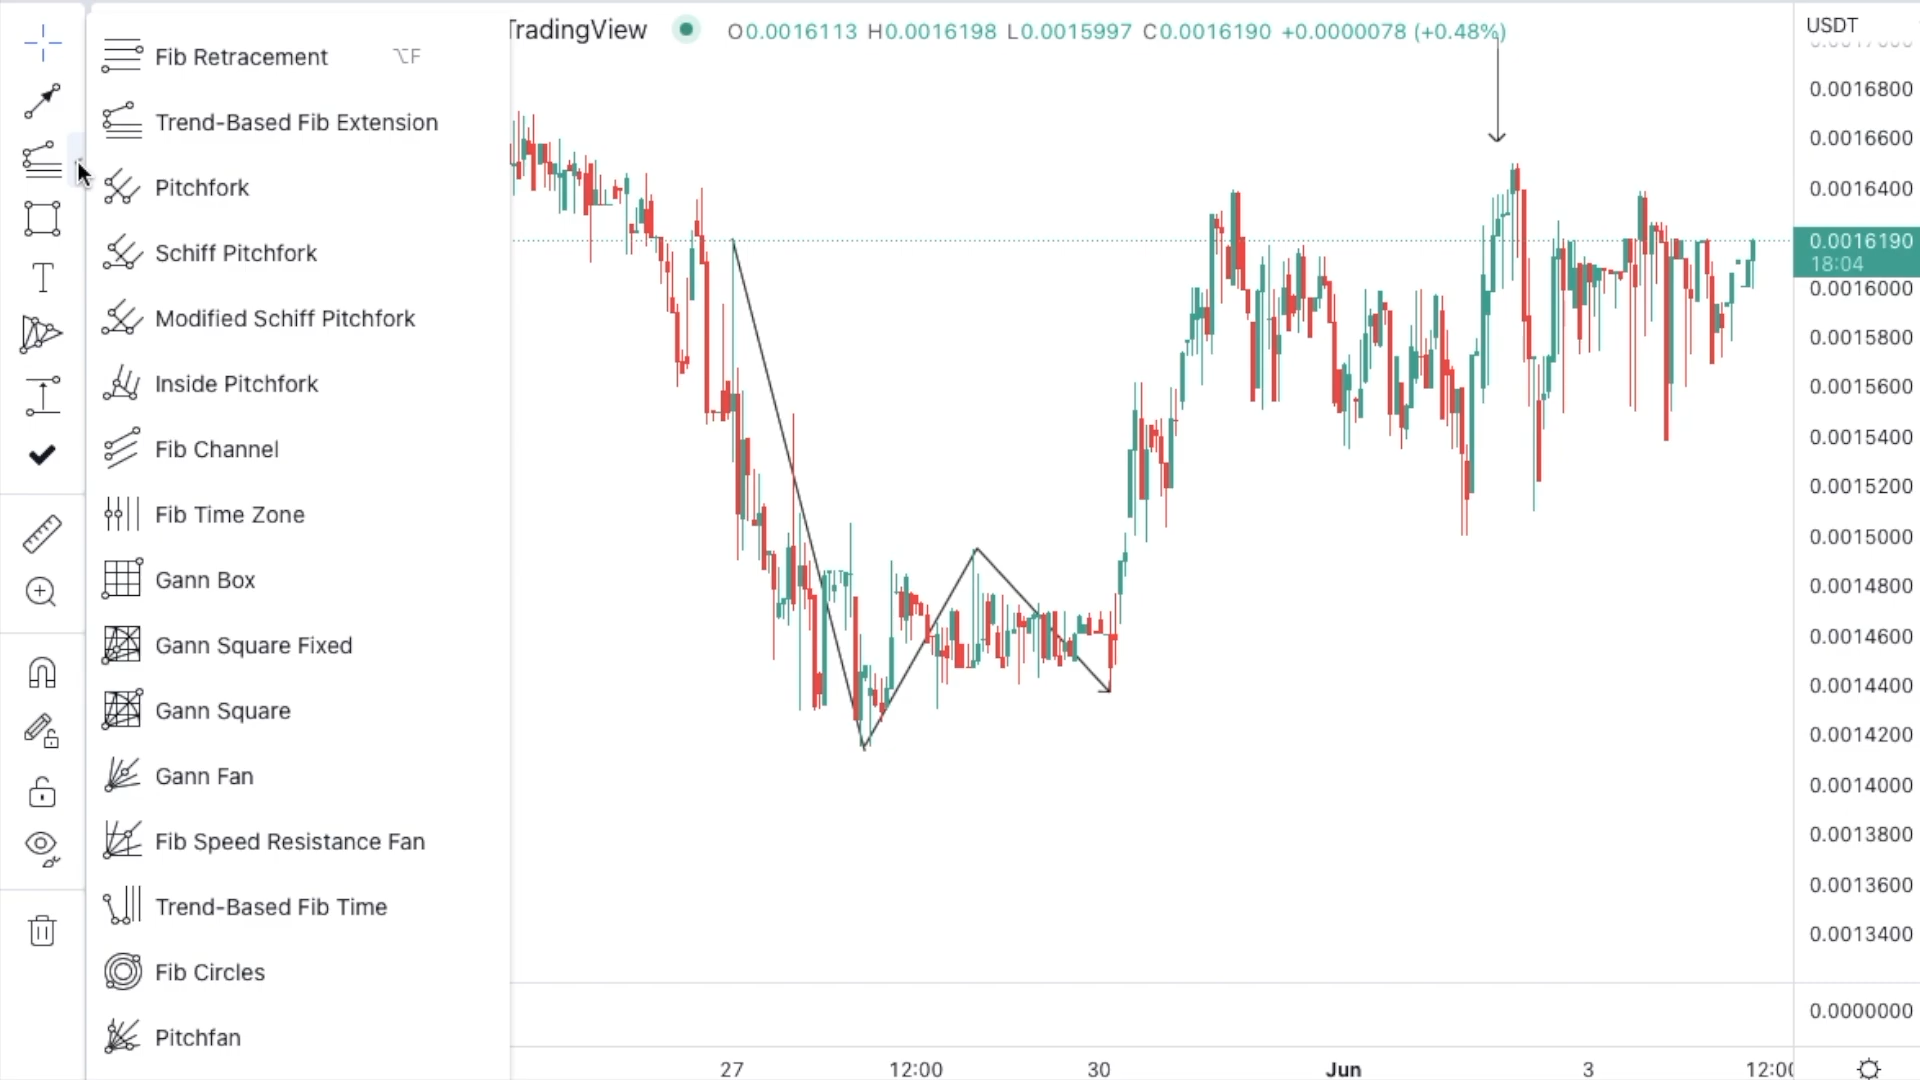 TradingView O0.0016113 H0.0016198 L0.0015997 C0.0016190 +0.0000078 (+0.48%)
USDT
Fib Retracement ⌥F
Trend-Based Fib Extension
Pitchfork
Schiff Pitchfork
Modified Schiff Pitchfork
Inside Pitchfork
Fib Channel
Fib Time Zone
Gann Box
Gann Square Fixed
Gann Square
Gann Fan
Fib Speed Resistance Fan
Trend-Based Fib Time
Fib Circles
Pitchfan
0.0016800
0.0016600
0.0016400
0.0016190
18:04
0.0016000
0.0015800
0.0015600
0.0015400
0.0015200
0.0015000
0.0014800
0.0014600
0.0014400
0.0014200
0.0014000
0.0013800
0.0013600
0.0013400
0.0000000
27 12:00 30 Jun 3 12:00